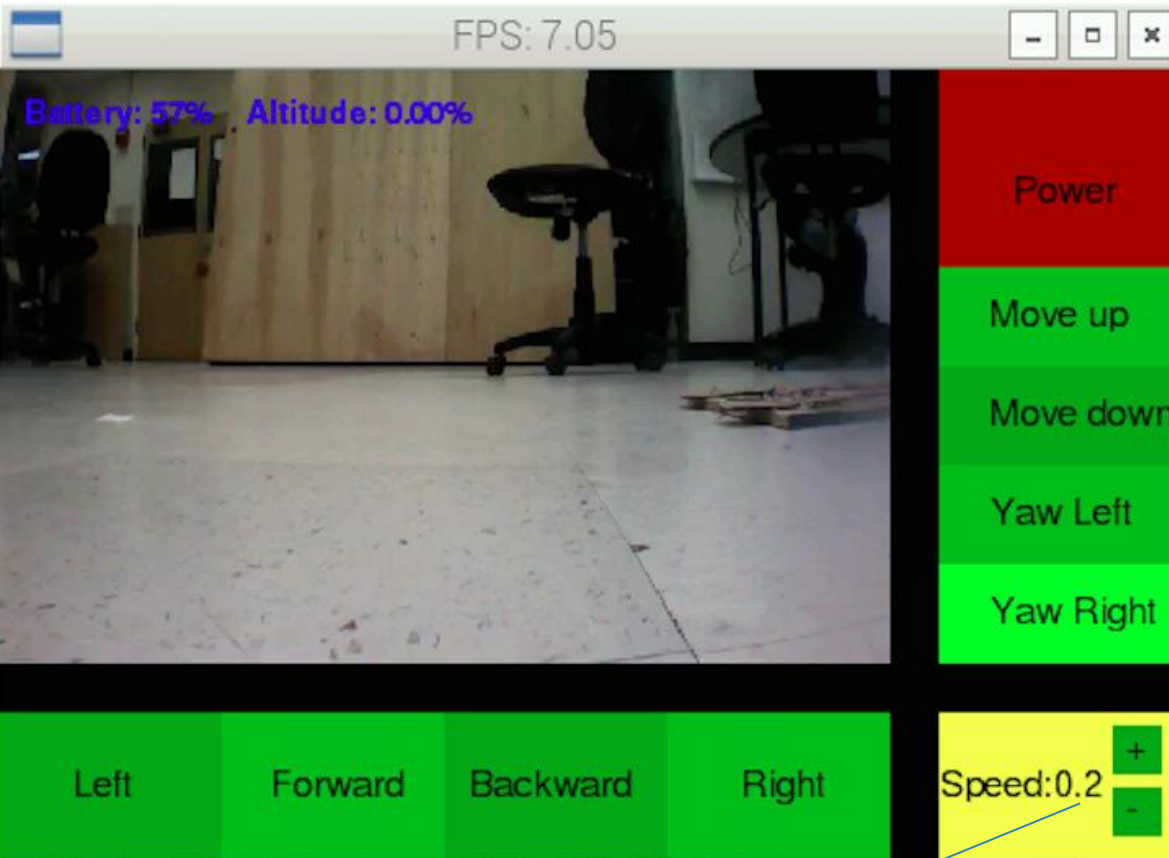 FPS: 7.05
Battery: 57% Altitude: 0.00%
Power
Move up
Move down
Yaw Left
Yaw Right
Left Forward Backward Right
Speed:0.2
+
-